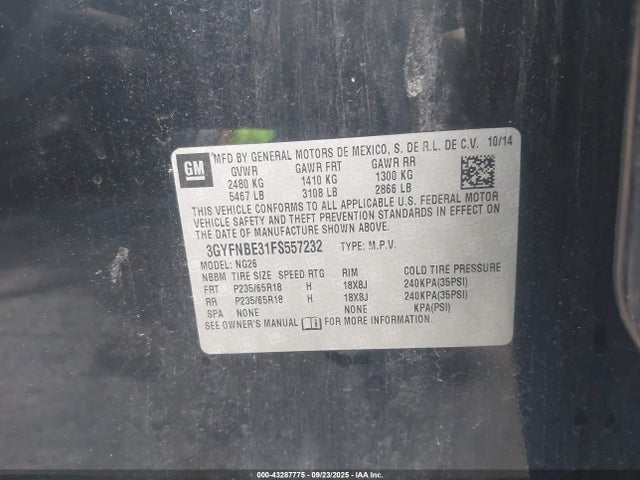 GM
MFD BY GENERAL MOTORS DE MEXICO, S. DE R.L. DE C.V. 10/14
GVWR GAWR FRT GAWR RR
2480 KG 1410 KG 1300 KG
5467 LB 3108 LB 2866 LB
THIS VEHICLE CONFORMS TO ALL APPLICABLE U.S. FEDERAL MOTOR
VEHICLE SAFETY AND THEFT PREVENTION STANDARDS IN EFFECT ON
THE DATE OF MANUFACTURE SHOWN ABOVE.
3GYFNBE31FS557232 TYPE: M.P.V.
MODEL: NG26
NBBM TIRE SIZE SPEED RTG RIM COLD TIRE PRESSURE
FRT P235/65R18 H 18X8J 240KPA(35PSI)
RR P235/65R18 H 18X8J 240KPA(35PSI)
SPA NONE NONE KPA(PSI)
SEE OWNER'S MANUAL FOR MORE INFORMATION.
000-43287775 - 09/23/2025 - IAA Inc.